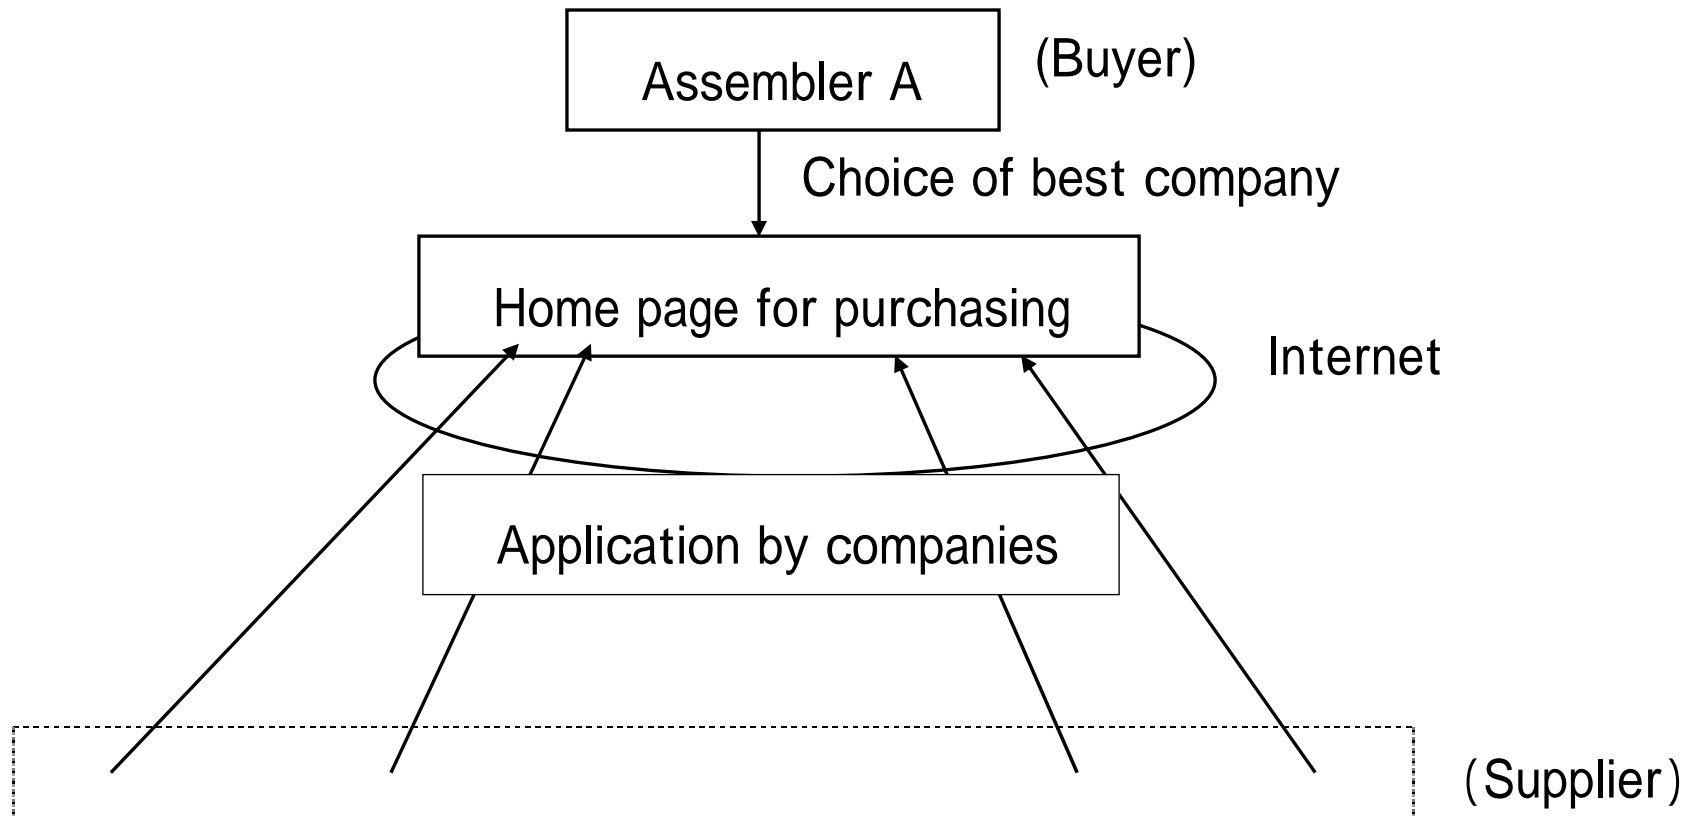 Assembler A
(Buyer)
Choice of best company
Home page for purchasing
Internet
Application by companies
(Supplier)